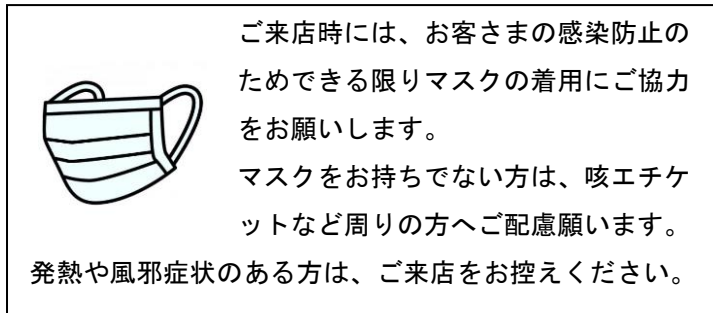 ご来店時には、お客さまの感染防止の
ためできる限りマスクの着用にご協力
をお願いします。
マスクをお持ちでない方は、咳エチケ
ットなど周りの方へご配慮願います。
発熱や風邪症状のある方は、ご来店をお控えください。